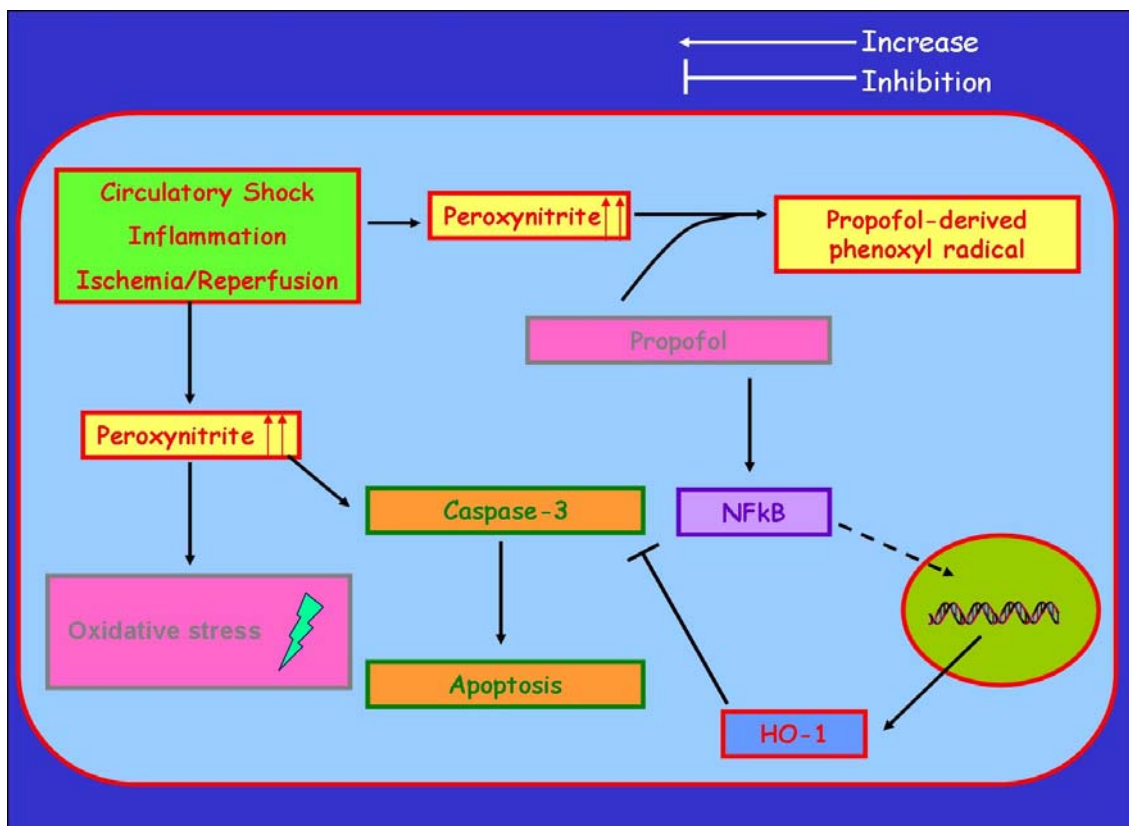 Increase
Inhibition
Circulatory Shock
Inflammation
Ischemia/Reperfusion
Peroxynitrite
Propofol-derived
phenoxyl radical
Propofol
Peroxynitrite
Caspase-3
NFkB
Oxidative stress
Apoptosis
HO-1